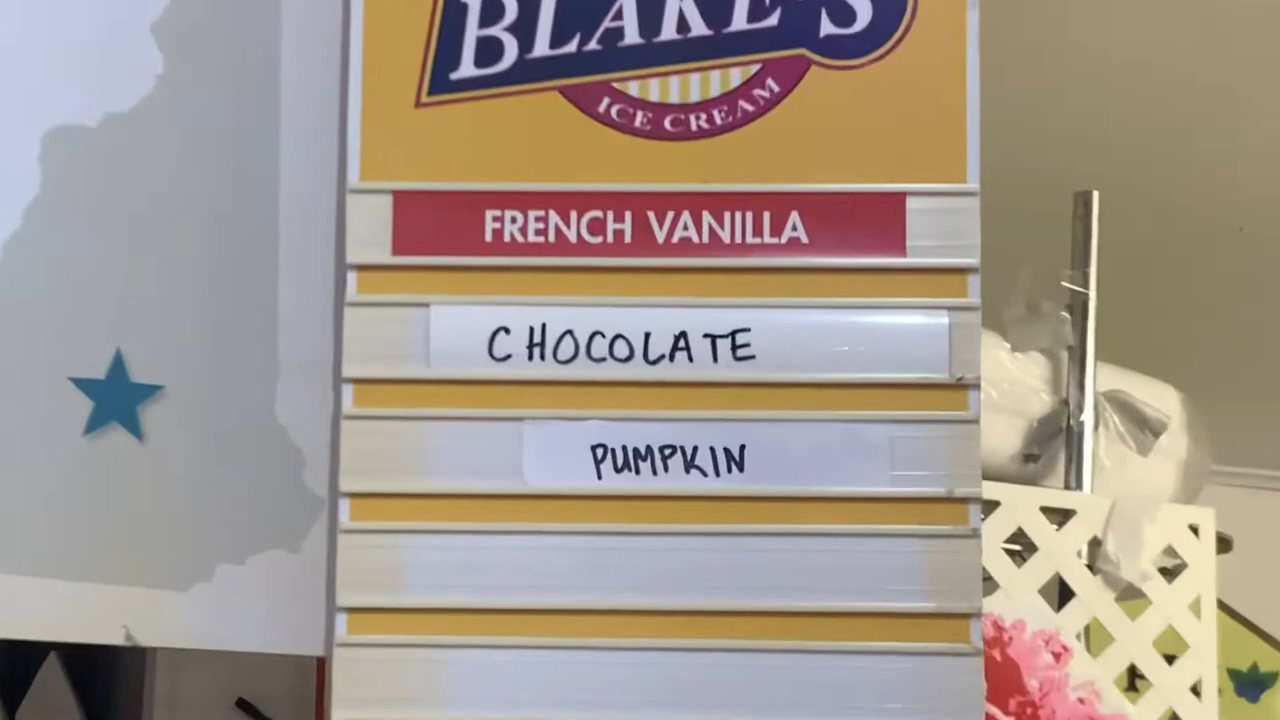 BLAKE'S
ICE CREAM
FRENCH VANILLA
CHOCOLATE
PUMPKIN